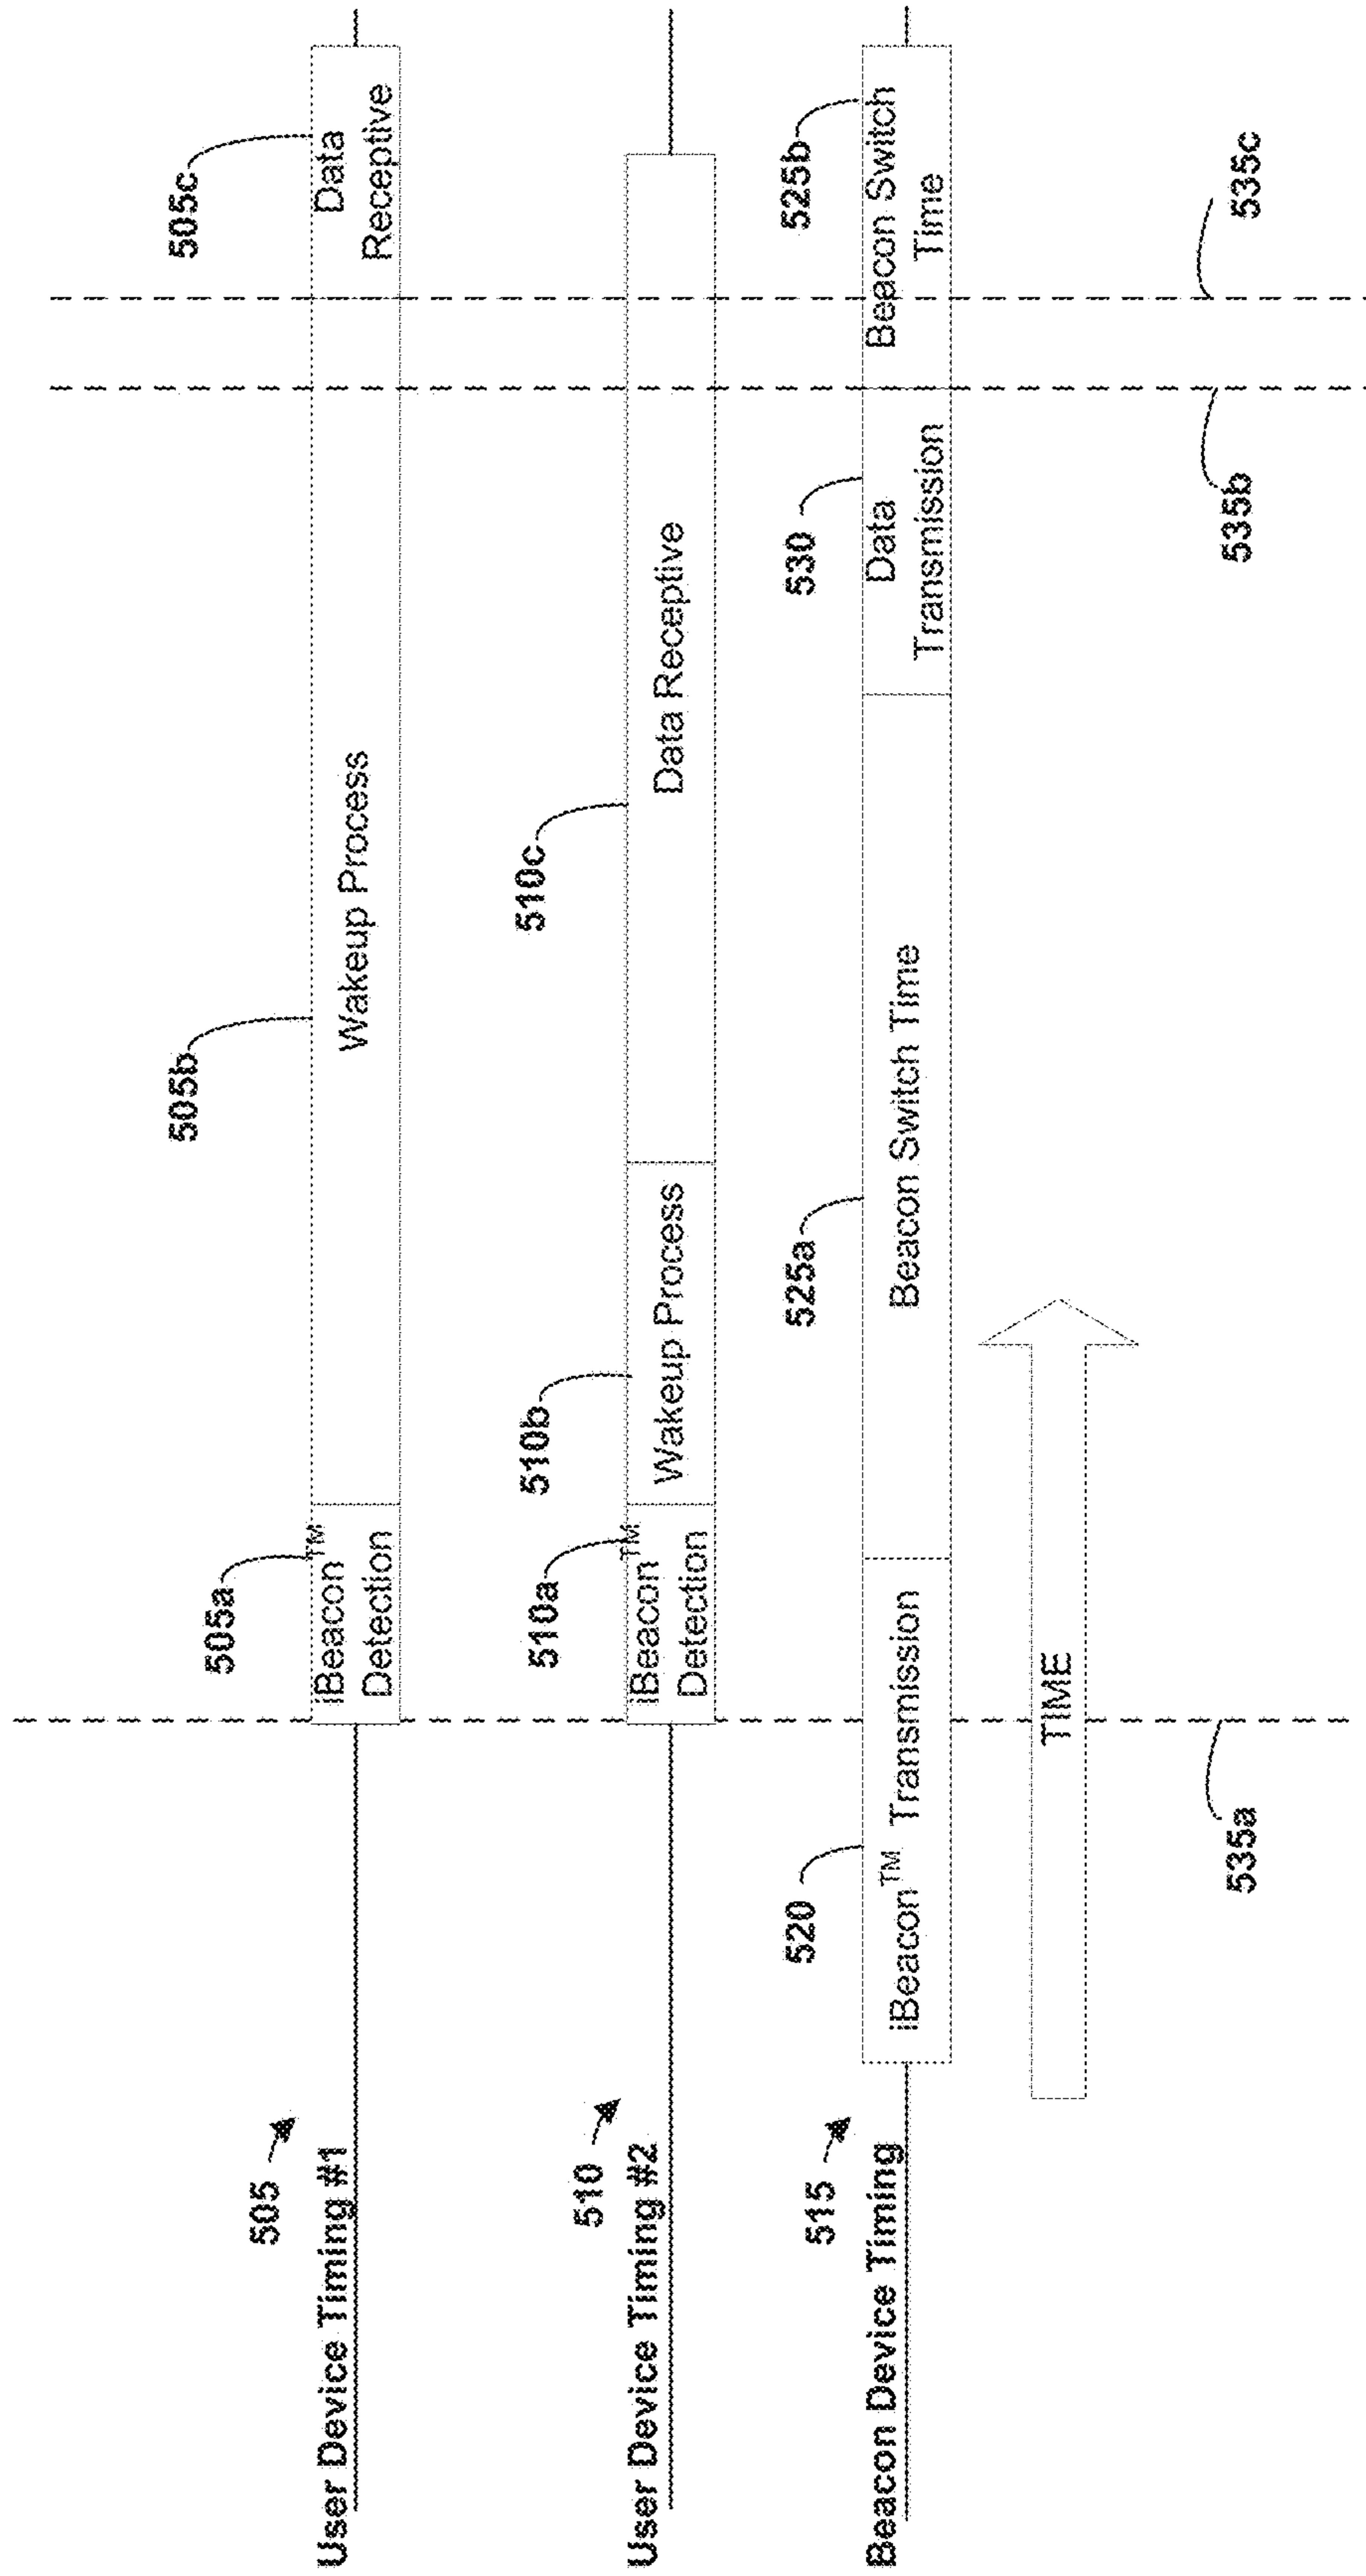 505
505a
505b
505c
User Device Timing #1
iBeacon™
Detection
Wakeup Process
Data
Receptive
510
510a
510b
510c
User Device Timing #2
iBeacon™
Detection
Wakeup Process
Data Receptive
515
520
525a
530
525b
Beacon Device Timing
iBeacon™ Transmission
Beacon Switch Time
Data
Transmission
Beacon Switch
Time
TIME
535a
535b
535c